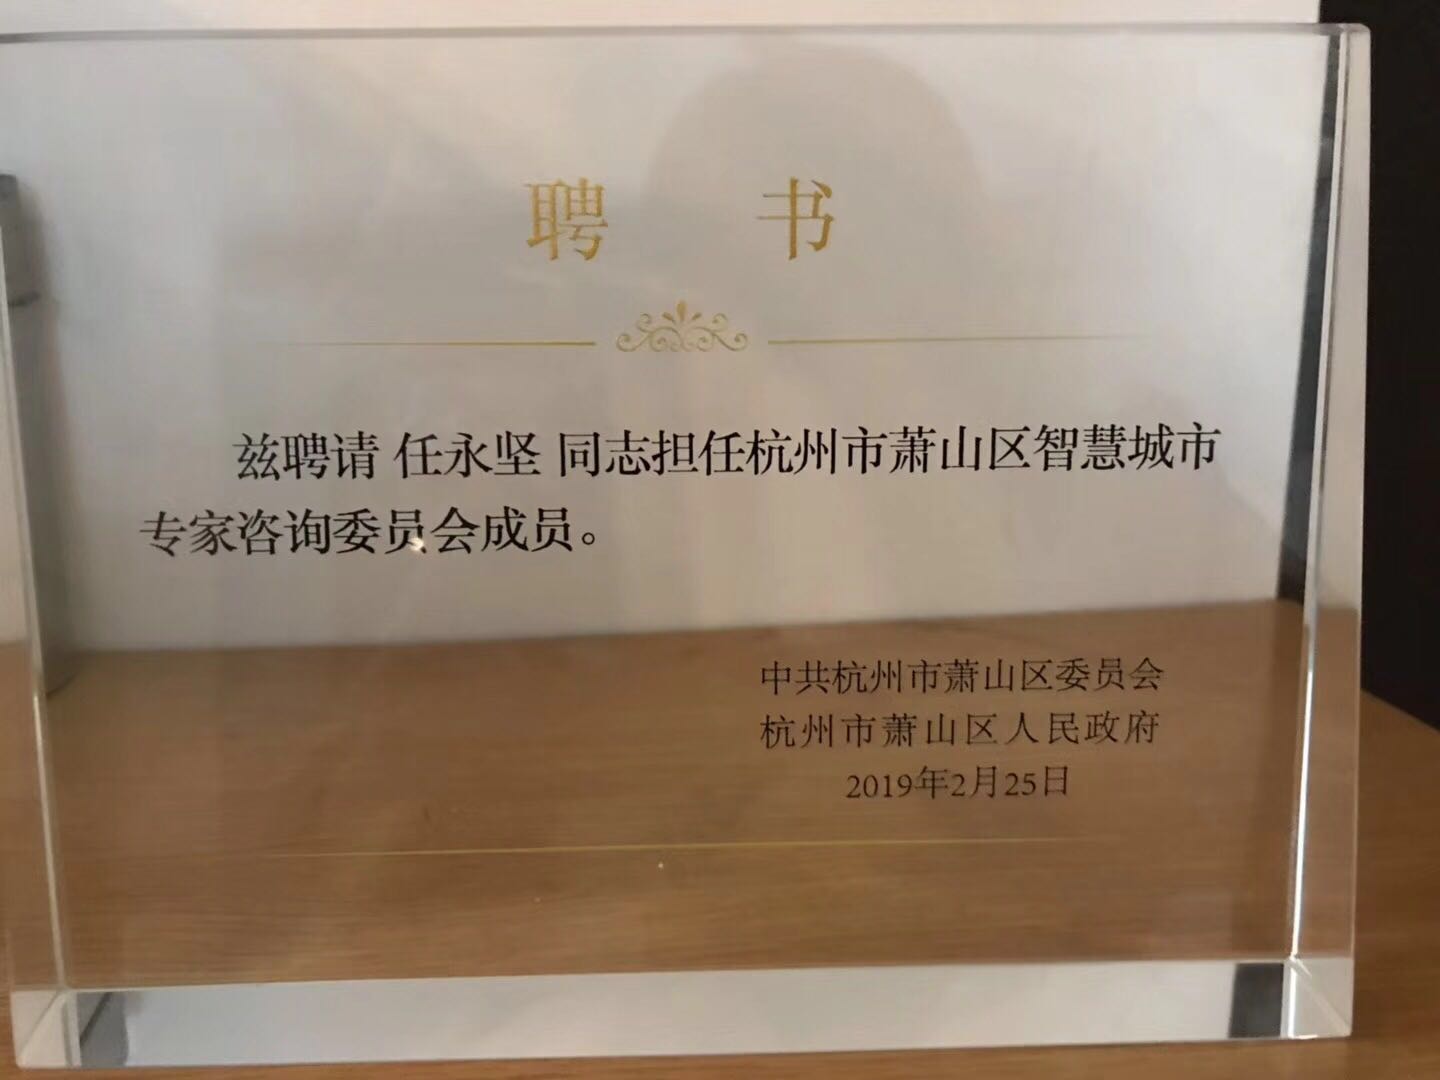 聘 书
兹聘请 任永坚 同志担任杭州市萧山区智慧城市
专家咨询委员会成员。
中共杭州市萧山区委员会
杭州市萧山区人民政府
2019年2月25日